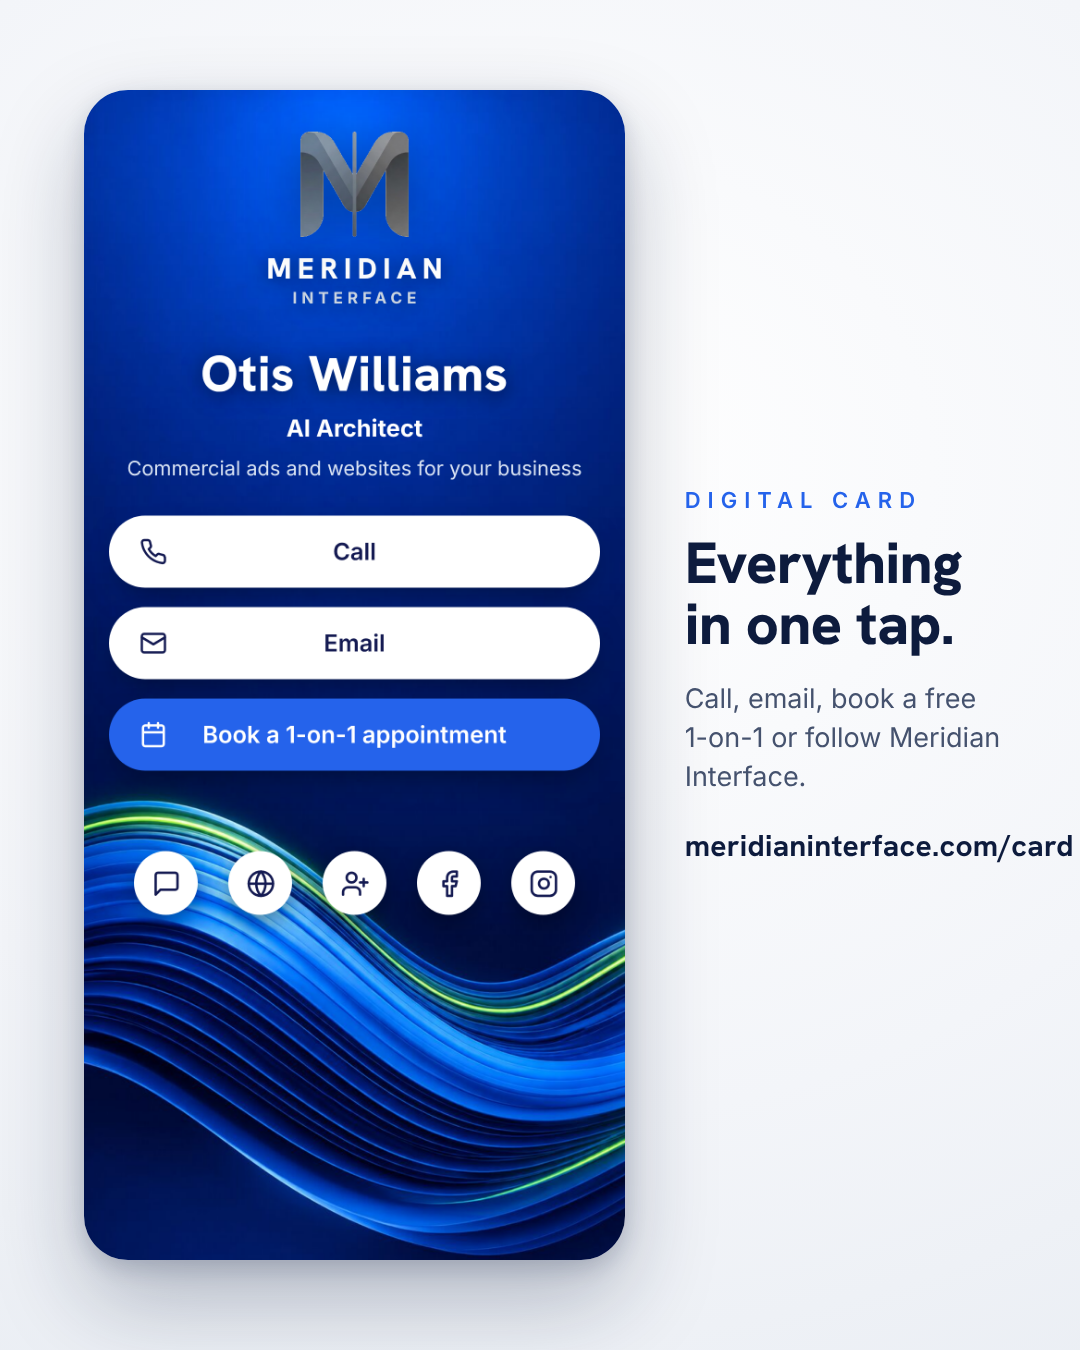 MERIDIAN
INTERFACE
Otis Williams
AI Architect
Commercial ads and websites for your business
Call
Email
Book a 1-on-1 appointment
DIGITAL CARD
Everything
in one tap.
Call, email, book a free
1-on-1 or follow Meridian
Interface.
meridianinterface.com/card